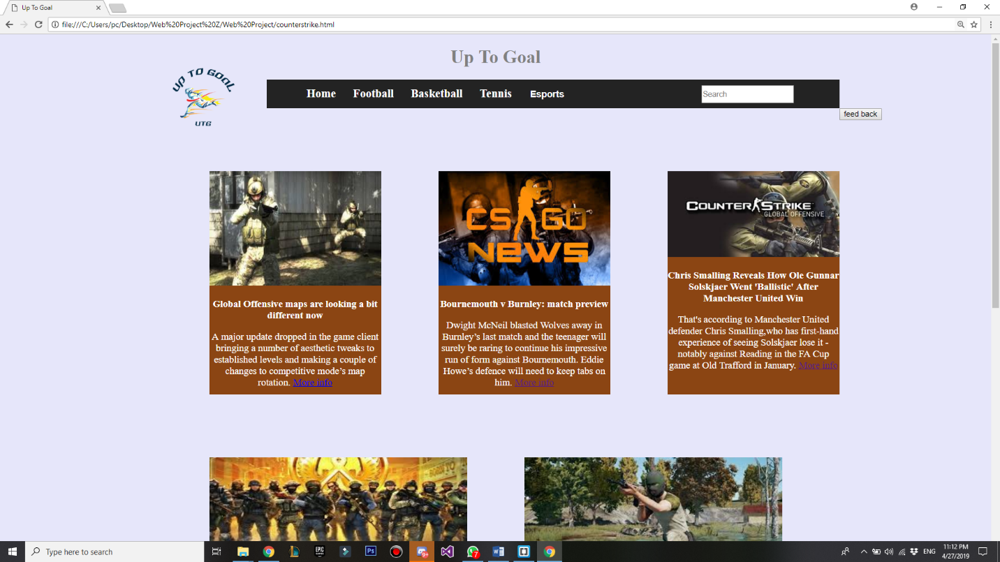 Up To Goal
file:///C:/Users/pc/Desktop/Web%20Project%20Z/Web%20Project/counterstrike.html
Up To Goal
UP TO GOAL
UTG
Home Football Basketball Tennis Esports Search
feed back
CS GO
NEWS
COUNTER STRIKE
GLOBAL OFFENSIVE
Global Offensive maps are looking a bit
different now
A major update dropped in the game client
bringing a number of aesthetic tweaks to
established levels and making a couple of
changes to competitive mode’s map
rotation. More info
Bournemouth v Burnley: match preview
Dwight McNeil blasted Wolves away in
Burnley’s last match and the teenager will
surely be raring to continue his impressive
run of form against Bournemouth. Eddie
Howe’s defence will need to keep tabs on
him. More info
Chris Smalling Reveals How Ole Gunnar
Solskjaer Went 'Ballistic' After
Manchester United Win
That's according to Manchester United
defender Chris Smalling,who has first-hand
experience of seeing Solskjaer lose it -
notably against Reading in the FA Cup
game at Old Trafford in January. More info
Type here to search
EPIC
GAMES
Ps
9+
7
W
ENG
11:12 PM
4/27/2019